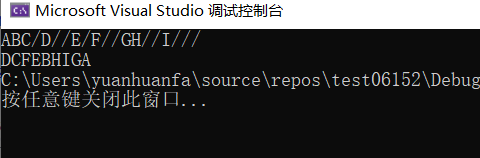 Microsoft Visual Studio 调试控制台
ABC/D//E/F//GH//I///
DCFEBHIGA
C:\Users\yuanhuanfa\source\repos\test06152\Debug
按任意键关闭此窗口...